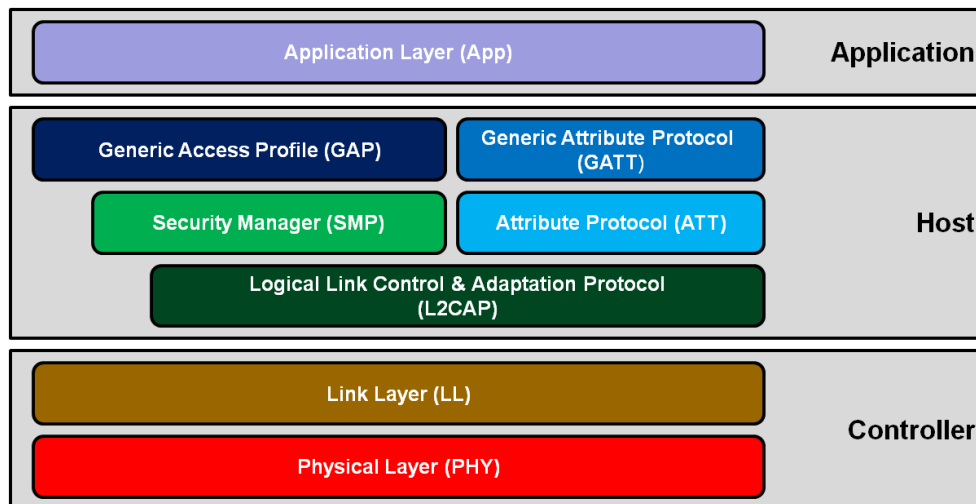 Application Layer (App)
Application
Generic Access Profile (GAP)
Generic Attribute Protocol
(GATT)
Security Manager (SMP)
Attribute Protocol (ATT)
Host
Logical Link Control & Adaptation Protocol
(L2CAP)
Link Layer (LL)
Controller
Physical Layer (PHY)